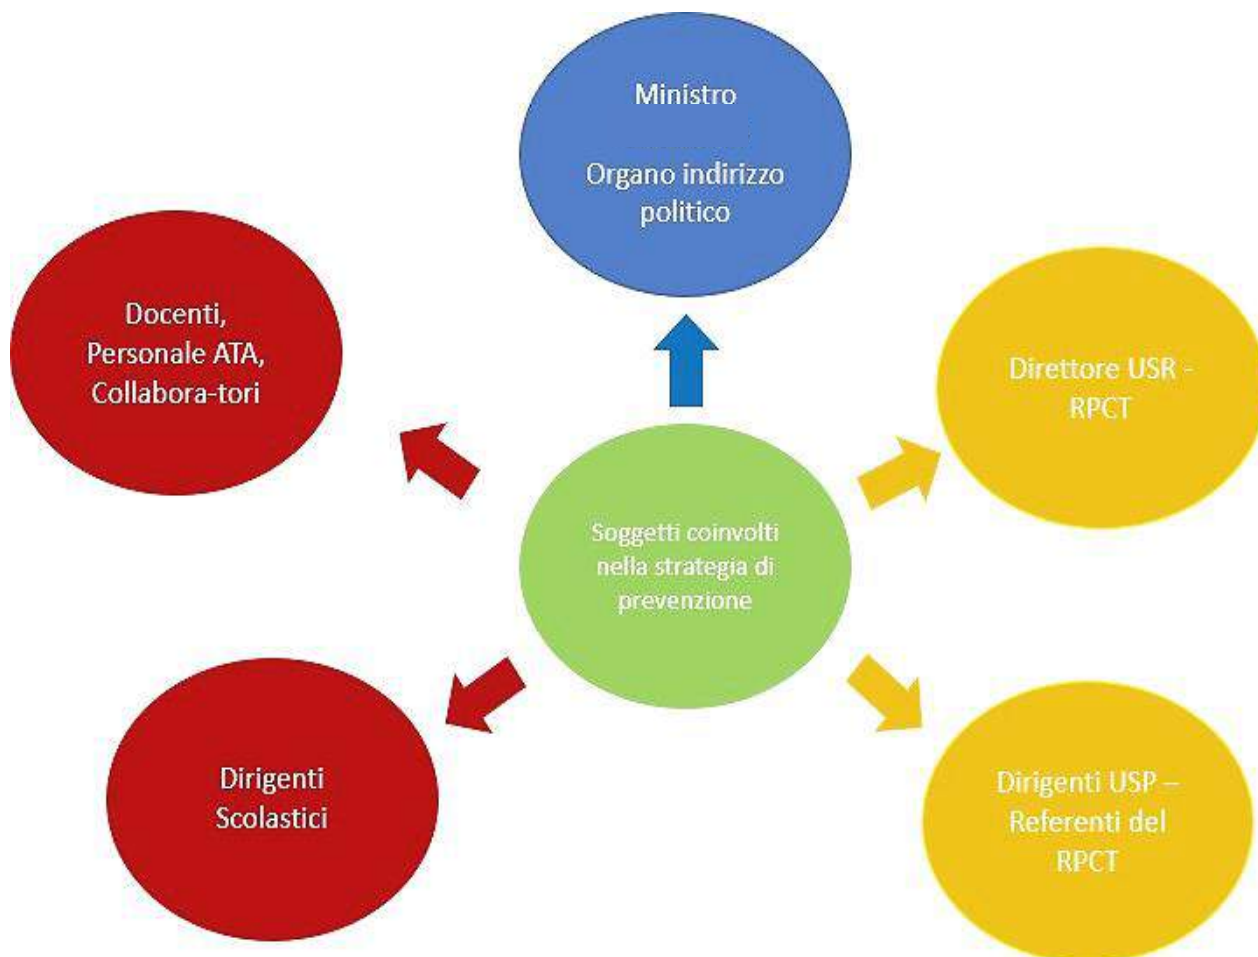 Ministro
Organo indirizzo
politico
Docenti,
Personale ATA,
Collabora-tori
Direttore USR -
RPCT
Soggetti coinvolti
nella strategia di
prevenzione
Dirigenti
Scolastici
Dirigenti USP –
Referenti del
RPCT